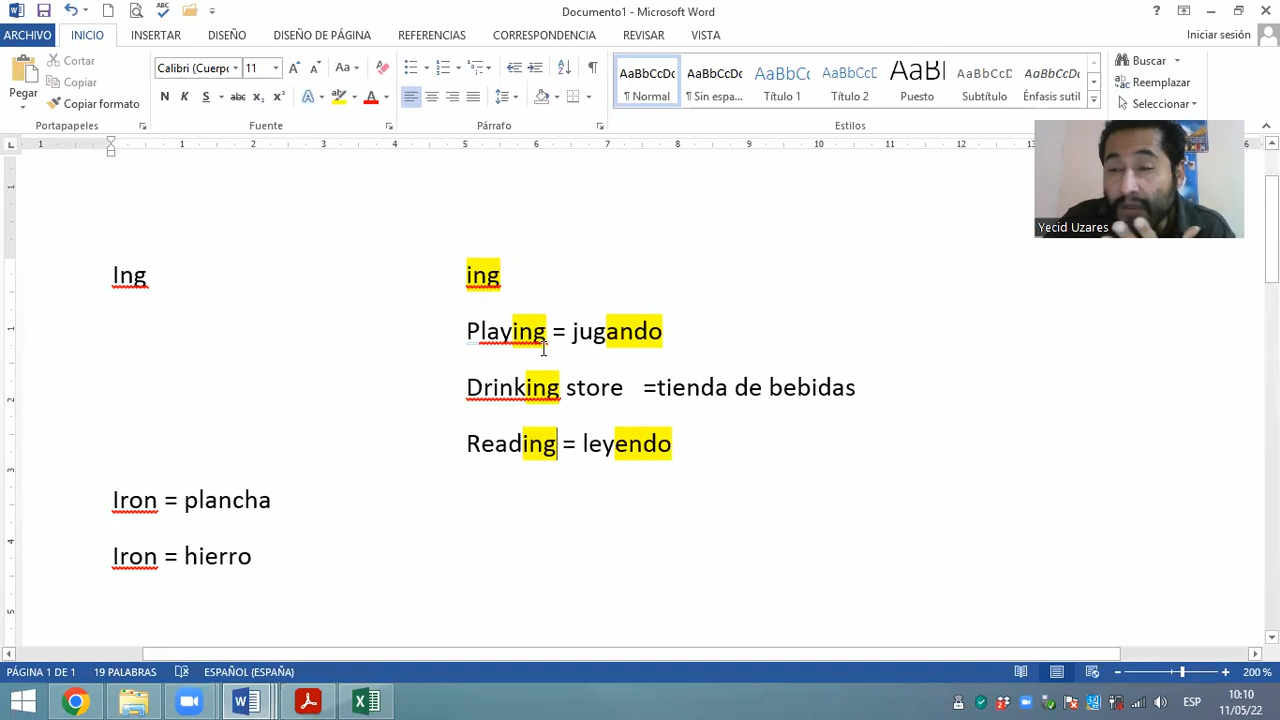 Documento1 - Microsoft Word
ARCHIVO INICIO INSERTAR DISEÑO DISEÑO DE PÁGINA REFERENCIAS CORRESPONDENCIA REVISAR VISTA Iniciar sesión
Pegar
Cortar
Copiar
Copiar formato
Portapapeles
Calibri (Cuerpo 11
N K S abc x₂ x²
Fuente
Párrafo
AaBbCcDc AaBbCcDc AaBbCc AaBbCcD AaBl AaBbCcD AaBbCcDc
¶ Normal ¶ Sin espa... Título 1 Título 2 Puesto Subtítulo Énfasis sutil
Estilos
Buscar
Reemplazar
Seleccionar
Yecid Uzares
Ing ing
Playing = jugando
Drinking store =tienda de bebidas
Reading = leyendo
Iron = plancha
Iron = hierro
PÁGINA 1 DE 1 19 PALABRAS ESPAÑOL (ESPAÑA) 200 %
ESP
10:10
11/05/22